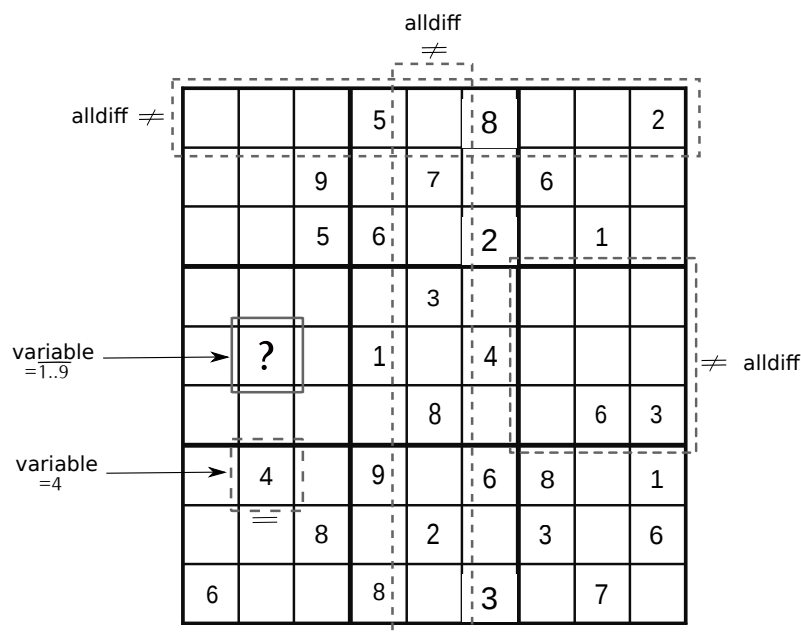 alldiff
≠
alldiff ≠
5 8 2
9 7 6
5 6 2 1
3
variable
=1..9
? 1 4
≠ alldiff
8 6 3
variable
=4
4 9 6 8 1
=
8 2 3 6
6 8 3 7